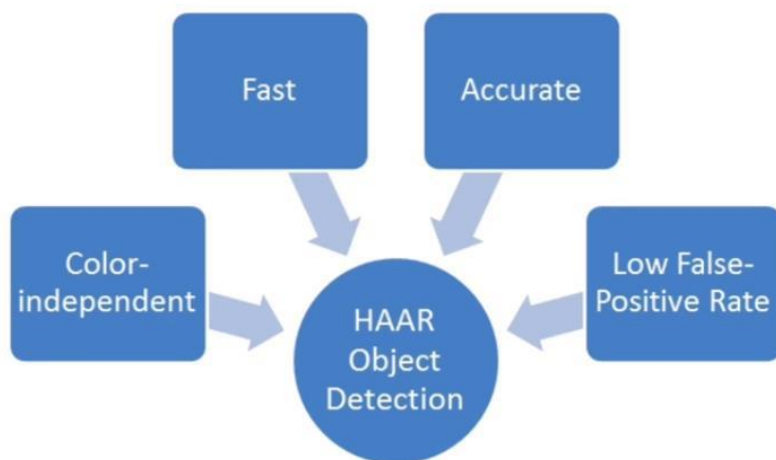 Fast
Accurate
Color-
independent
Low False-
Positive Rate
HAAR
Object
Detection